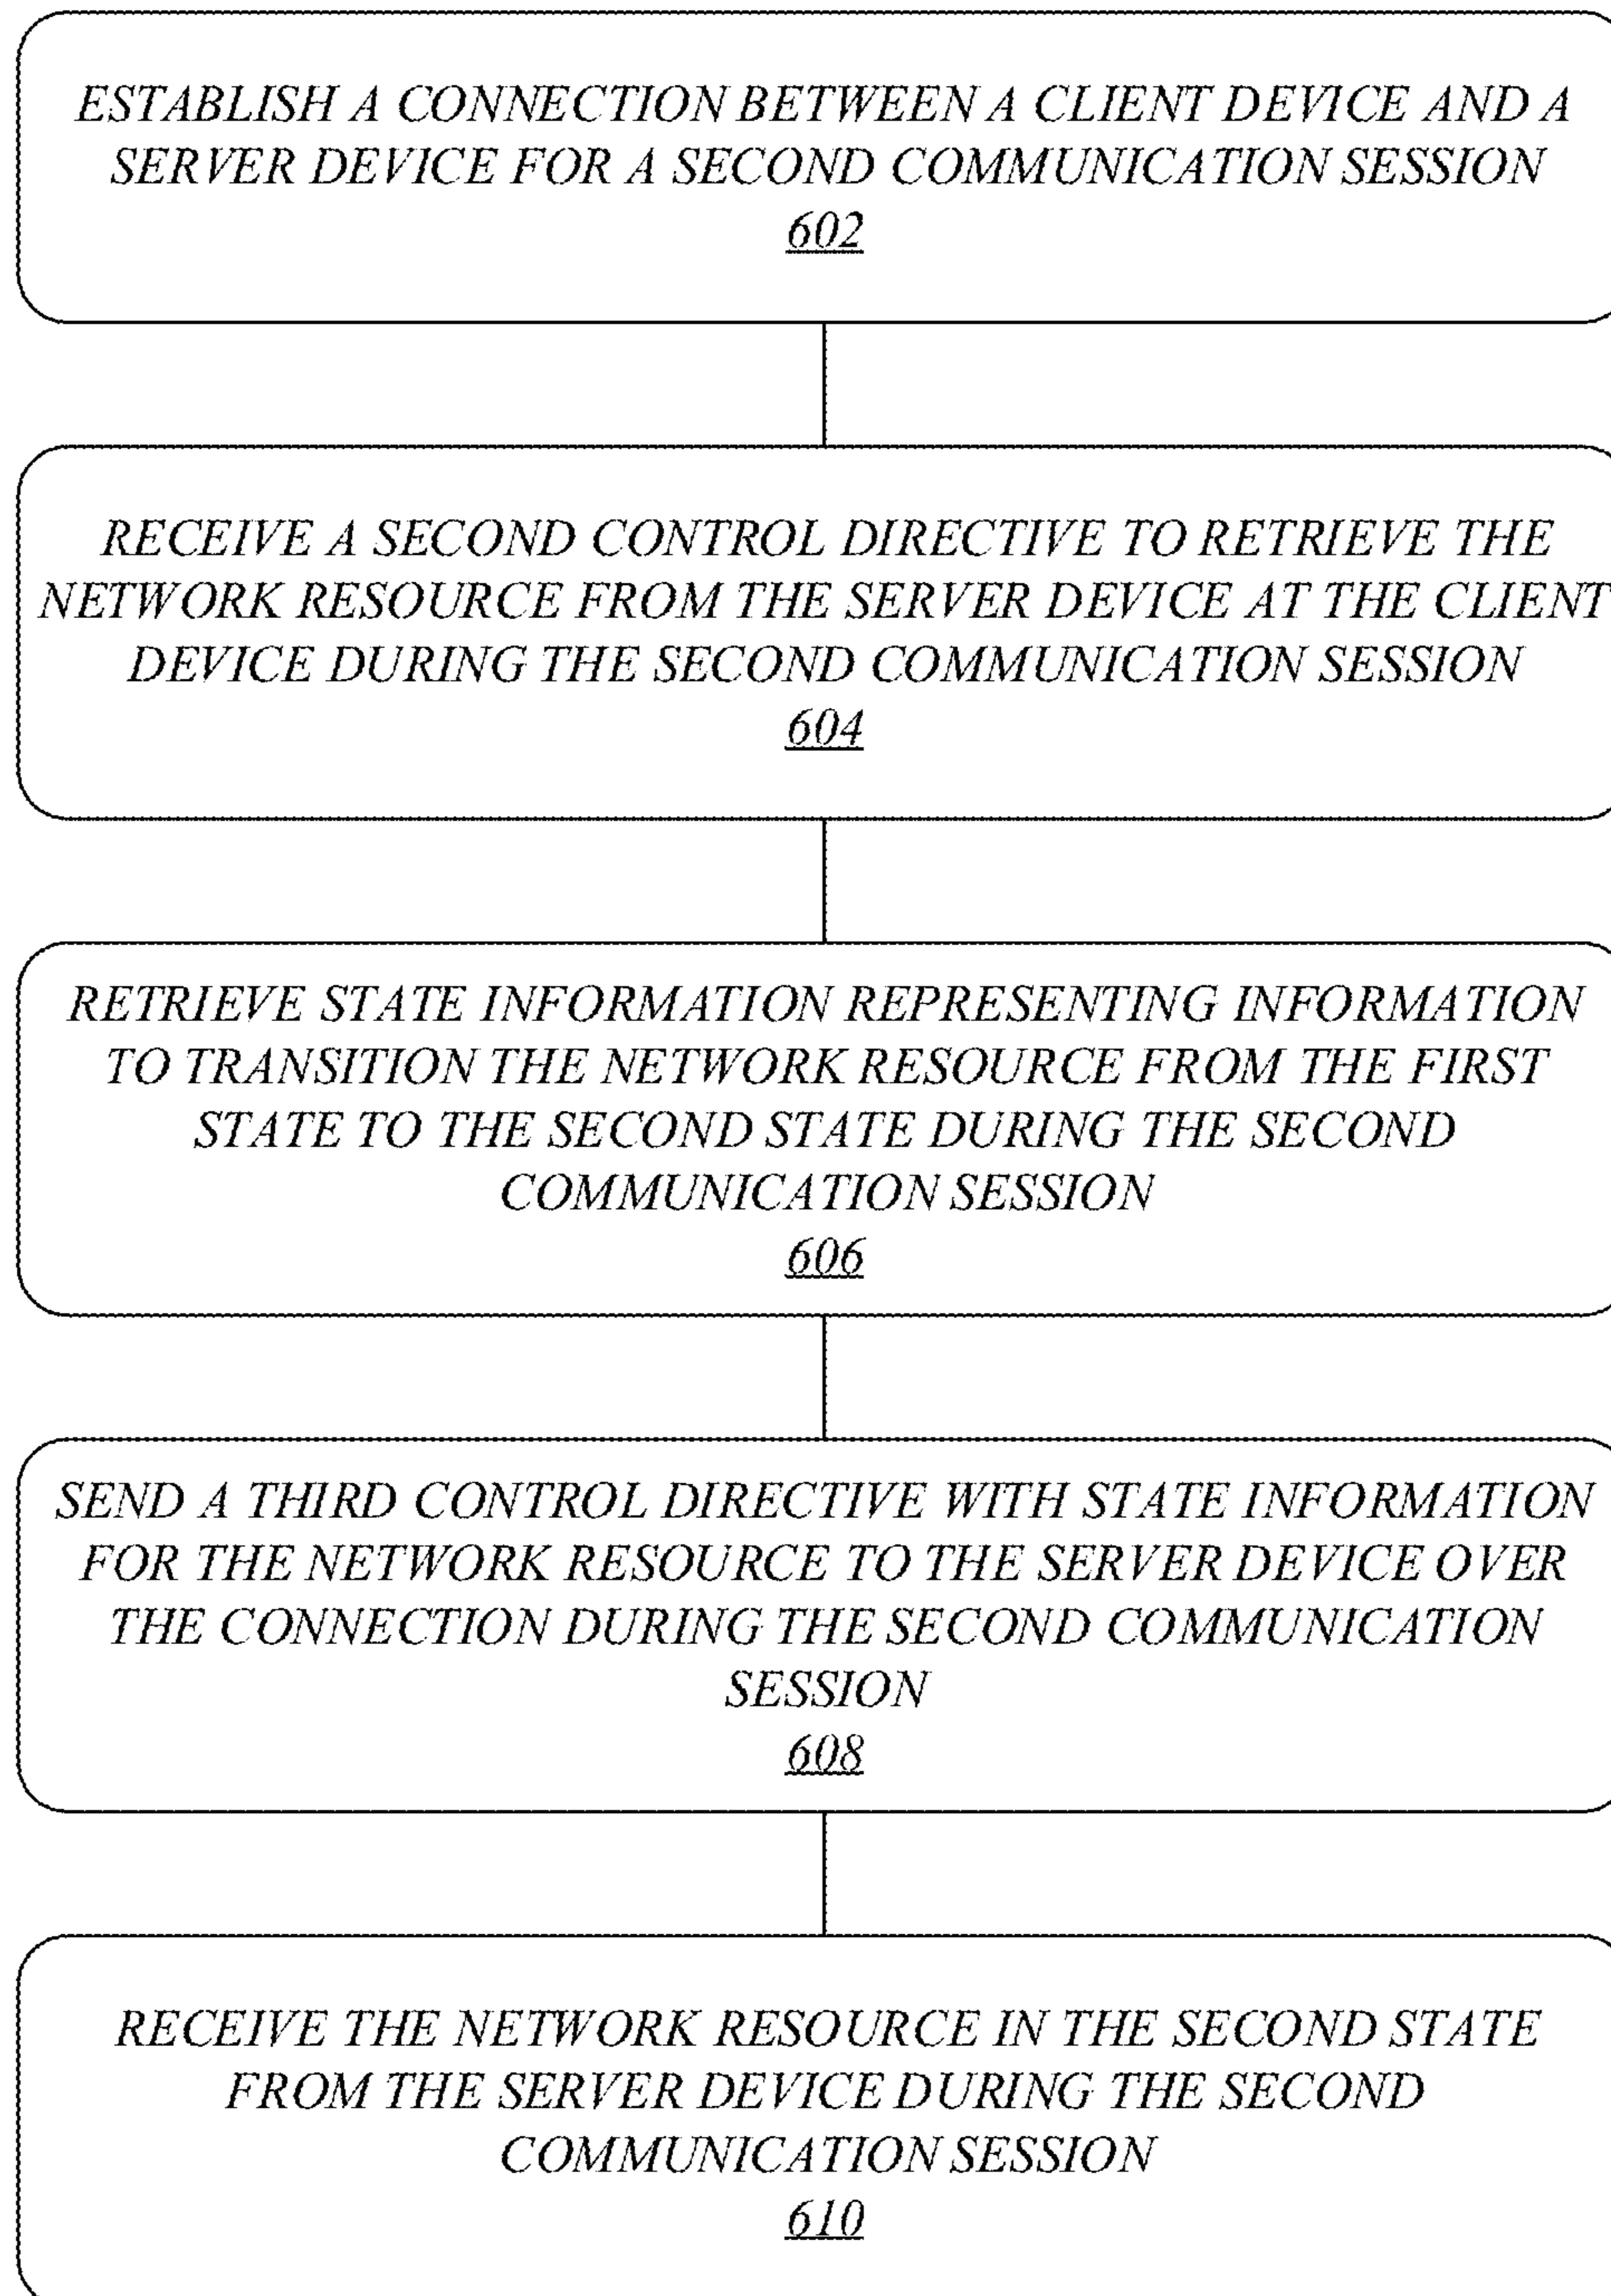 ESTABLISH A CONNECTION BETWEEN A CLIENT DEVICE AND A
SERVER DEVICE FOR A SECOND COMMUNICATION SESSION
602
RECEIVE A SECOND CONTROL DIRECTIVE TO RETRIEVE THE
NETWORK RESOURCE FROM THE SERVER DEVICE AT THE CLIENT
DEVICE DURING THE SECOND COMMUNICATION SESSION
604
RETRIEVE STATE INFORMATION REPRESENTING INFORMATION
TO TRANSITION THE NETWORK RESOURCE FROM THE FIRST
STATE TO THE SECOND STATE DURING THE SECOND
COMMUNICATION SESSION
606
SEND A THIRD CONTROL DIRECTIVE WITH STATE INFORMATION
FOR THE NETWORK RESOURCE TO THE SERVER DEVICE OVER
THE CONNECTION DURING THE SECOND COMMUNICATION
SESSION
608
RECEIVE THE NETWORK RESOURCE IN THE SECOND STATE
FROM THE SERVER DEVICE DURING THE SECOND
COMMUNICATION SESSION
610